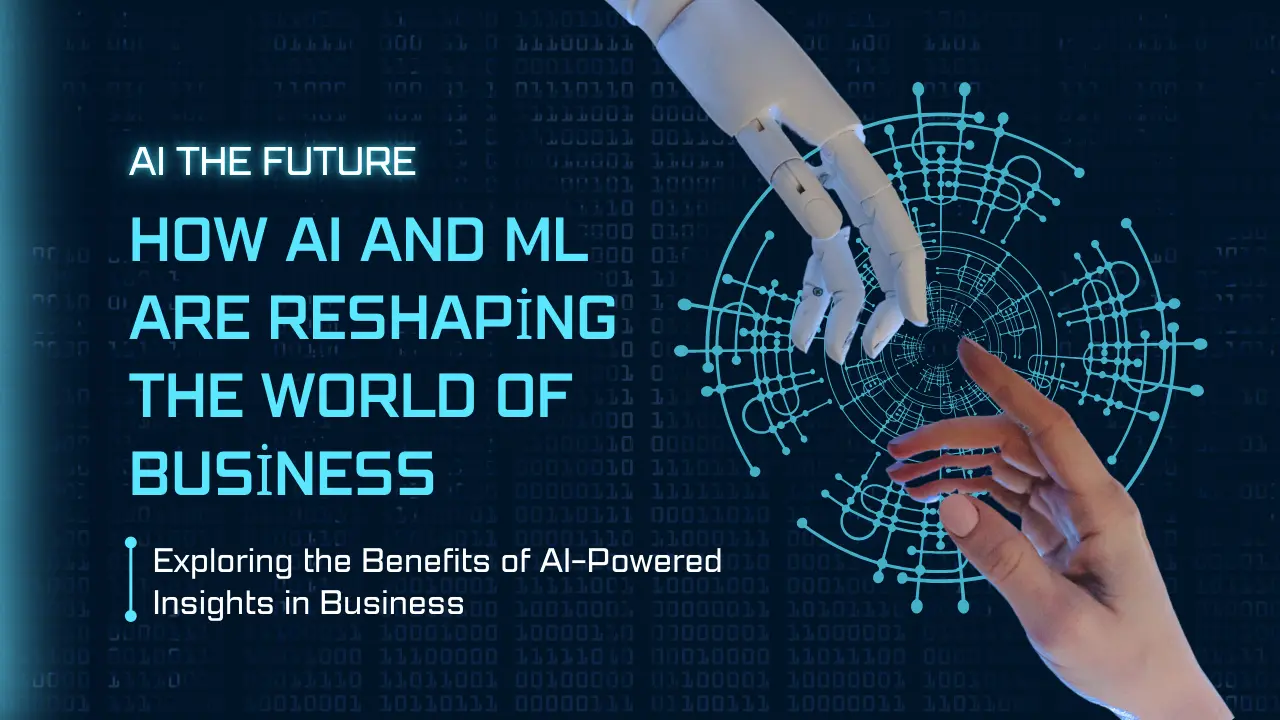 AI THE FUTURE
HOW AI AND ML
ARE RESHAPİNG
THE WORLD OF
BUSİNESS
Exploring the Benefits of AI-Powered
Insights in Business